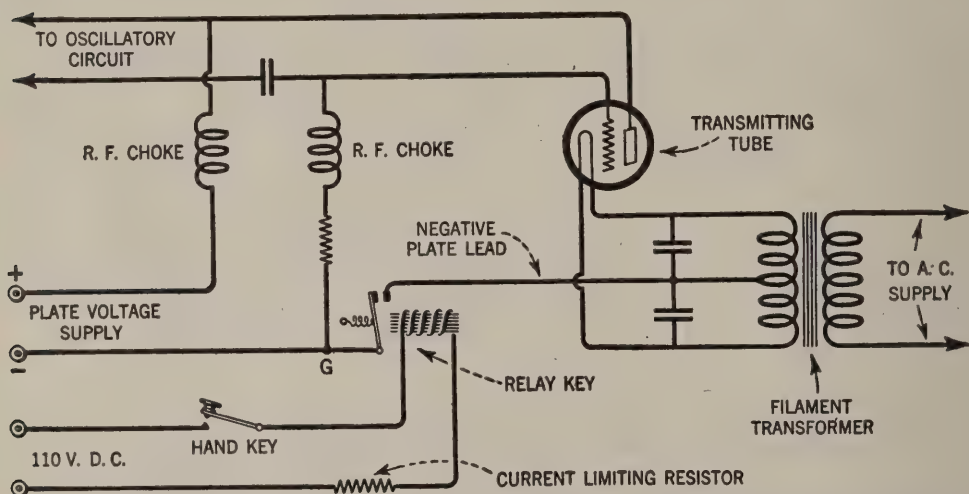 TO OSCILLATORY
CIRCUIT
R. F. CHOKE
R. F. CHOKE
TRANSMITTING
TUBE
NEGATIVE
PLATE LEAD
TO A. C.
SUPPLY
+
PLATE VOLTAGE
SUPPLY
−
G
RELAY KEY
FILAMENT
TRANSFORMER
HAND KEY
110 V. D. C.
CURRENT LIMITING RESISTOR